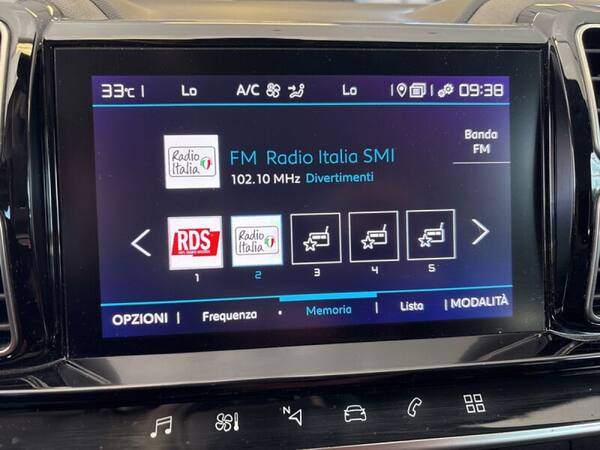 33°C | Lo A/C Lo | | 09:38
Radio Italia
FM Radio Italia SMI
102.10 MHz Divertimenti
Banda
FM
RDS
Radio Italia
1 2 3 4 5
OPZIONI | Frequenza • Memoria | Lista | MODALITÀ
N